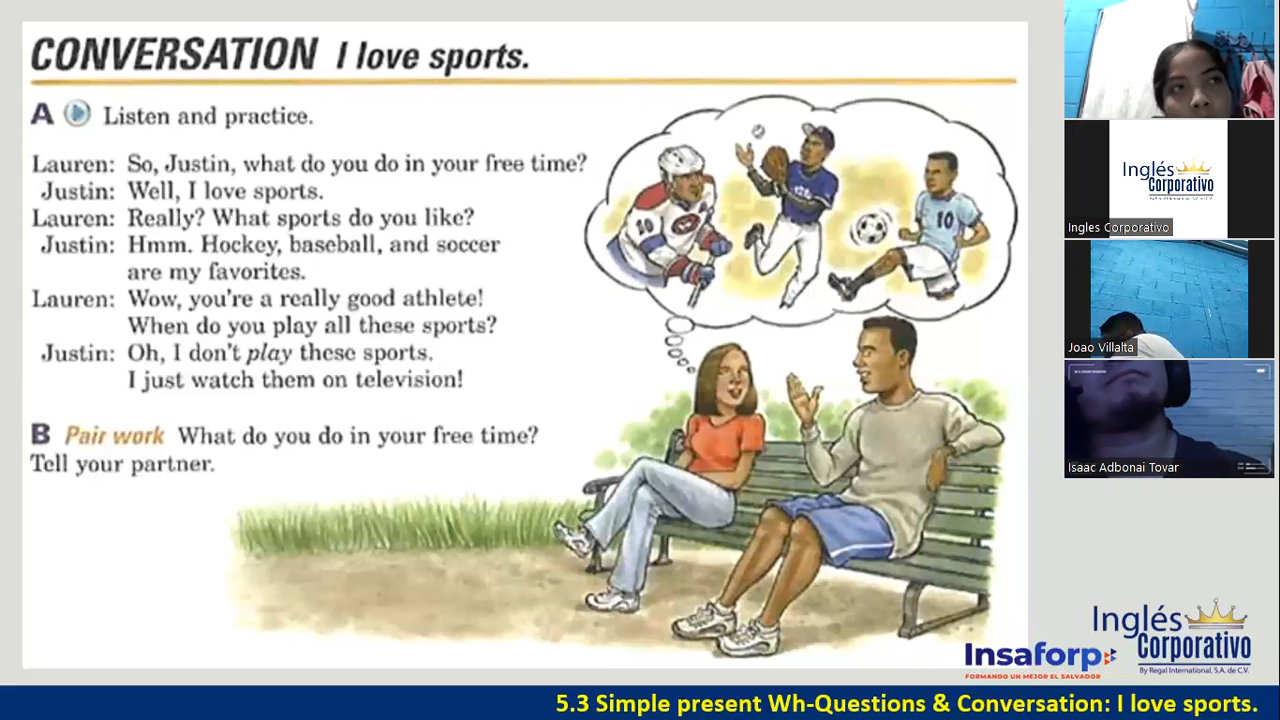 CONVERSATION I love sports.
A Listen and practice.
Lauren: So, Justin, what do you do in your free time?
Justin: Well, I love sports.
Lauren: Really? What sports do you like?
Justin: Hmm. Hockey, baseball, and soccer
are my favorites.
Lauren: Wow, you're a really good athlete!
When do you play all these sports?
Justin: Oh, I don't play these sports.
I just watch them on television!
B Pair work What do you do in your free time?
Tell your partner.
10
10
Inglés
Corporativo
Ingles Corporativo
Joao Villalta
Isaac Adbonai Tovar
Insaforp
FORMANDO UN MEJOR EL SALVADOR
Inglés
Corporativo
By Regal International, S.A. de C.V.
5.3 Simple present Wh-Questions & Conversation: I love sports.